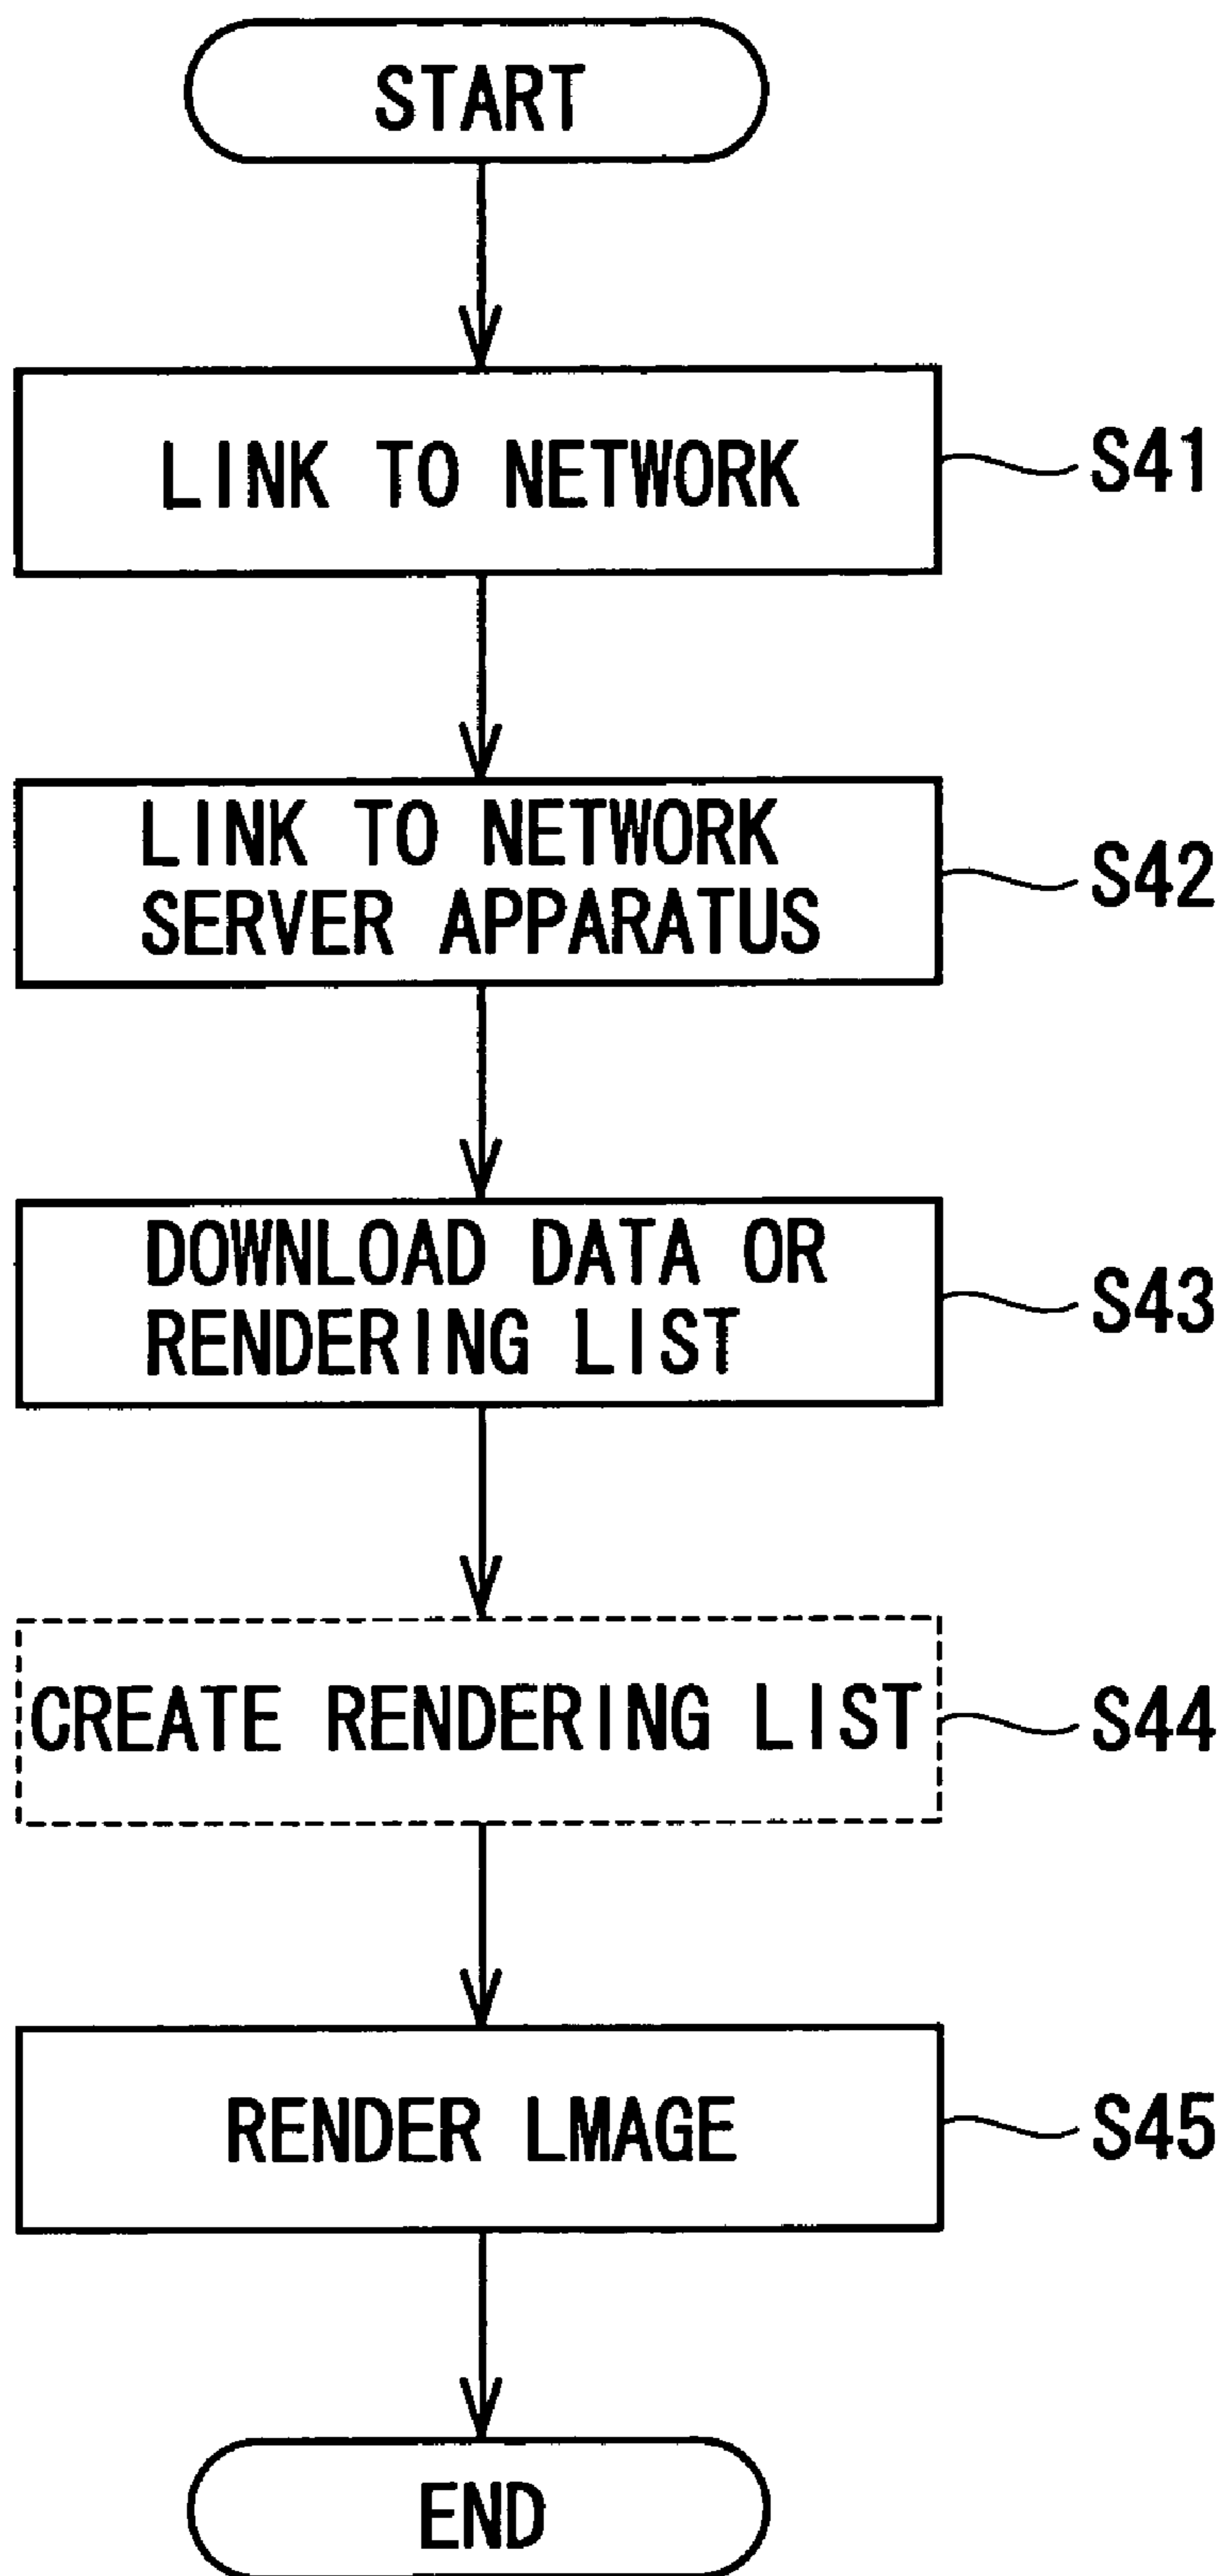 START
LINK TO NETWORK
S41
LINK TO NETWORK
SERVER APPARATUS
S42
DOWNLOAD DATA OR
RENDERING LIST
S43
CREATE RENDERING LIST
S44
RENDER LMAGE
S45
END